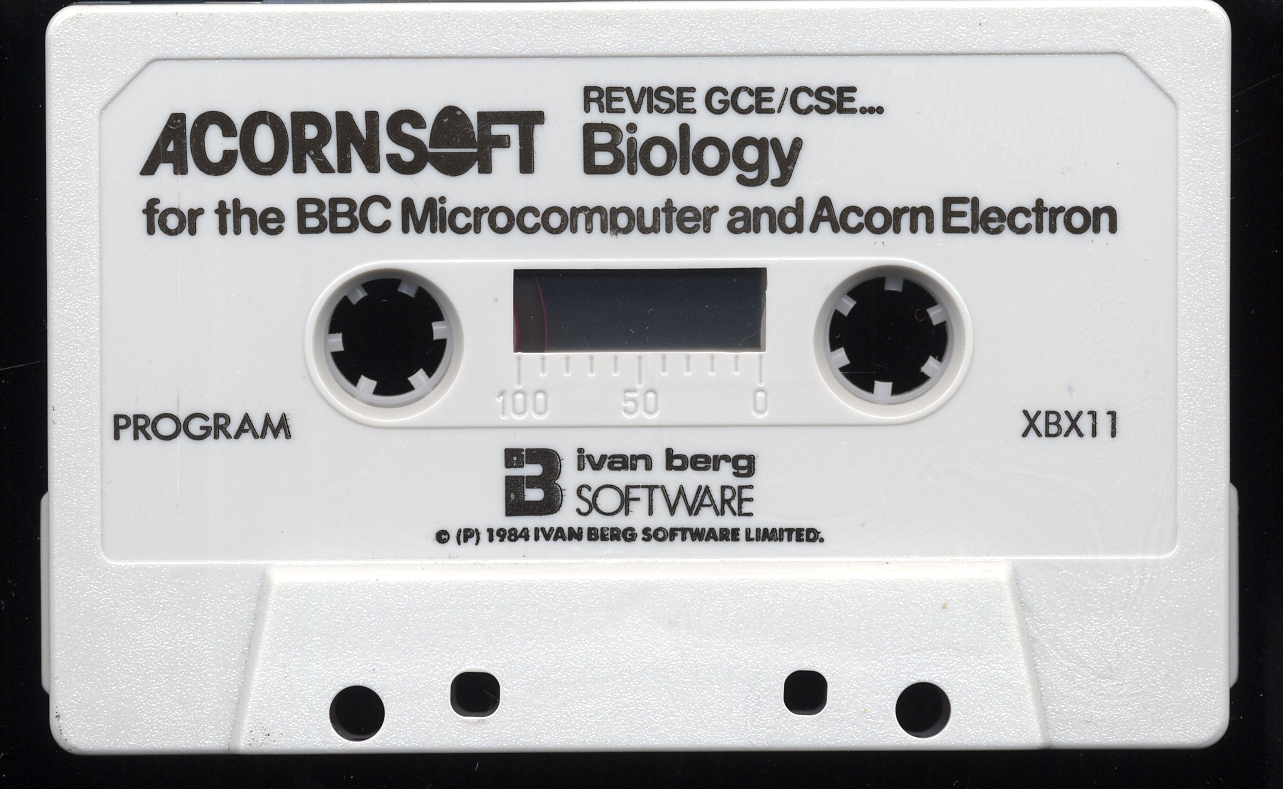 ACORNSOFT
REVISE GCE/CSE...
Biology
for the BBC Microcomputer and Acorn Electron
100 50 0
PROGRAM
XBX11
B ivan berg
SOFTWARE
© (P) 1984 IVAN BERG SOFTWARE LIMITED.